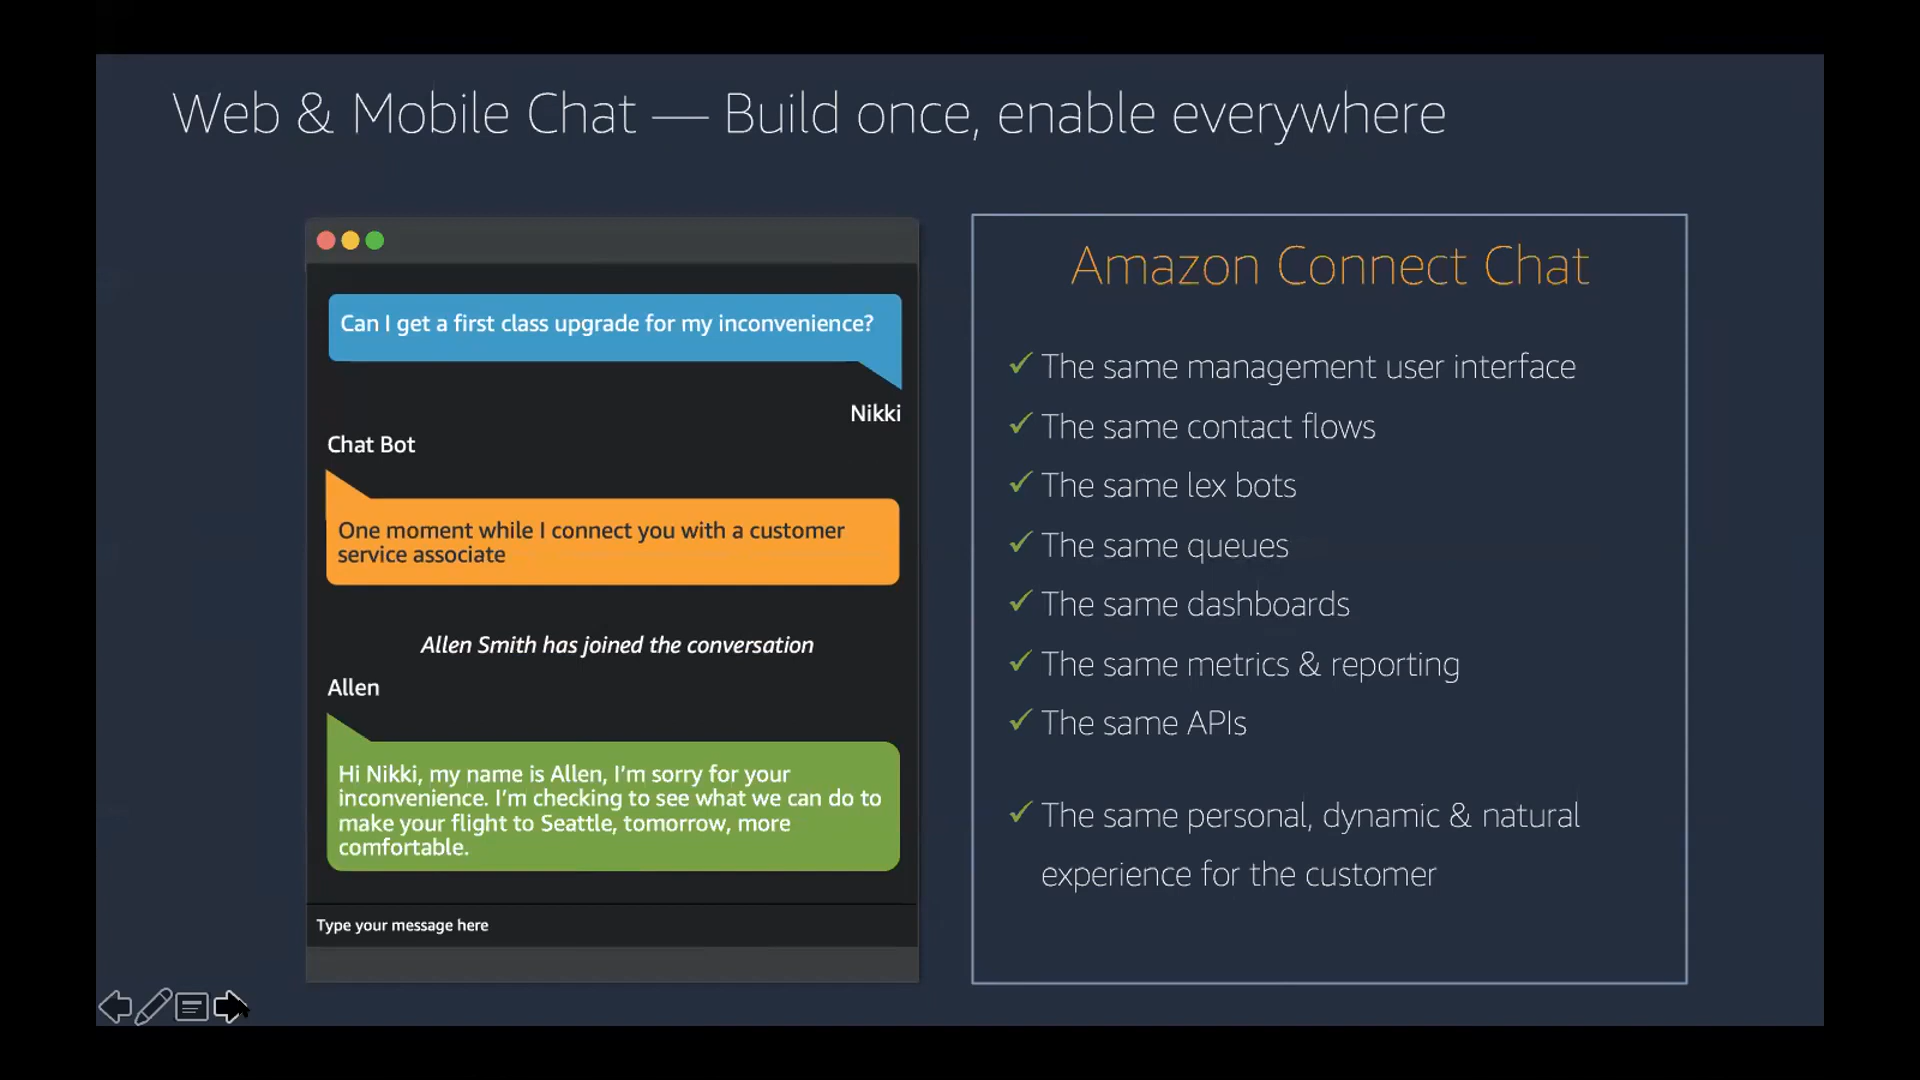 Web & Mobile Chat — Build once, enable everywhere
Can I get a first class upgrade for my inconvenience?
Nikki
Chat Bot
One moment while I connect you with a customer
service associate
Allen Smith has joined the conversation
Allen
Hi Nikki, my name is Allen, I'm sorry for your
inconvenience. I'm checking to see what we can do to
make your flight to Seattle, tomorrow, more
comfortable.
Type your message here
Amazon Connect Chat
✓ The same management user interface
✓ The same contact flows
✓ The same lex bots
✓ The same queues
✓ The same dashboards
✓ The same metrics & reporting
✓ The same APIs
✓ The same personal, dynamic & natural
experience for the customer